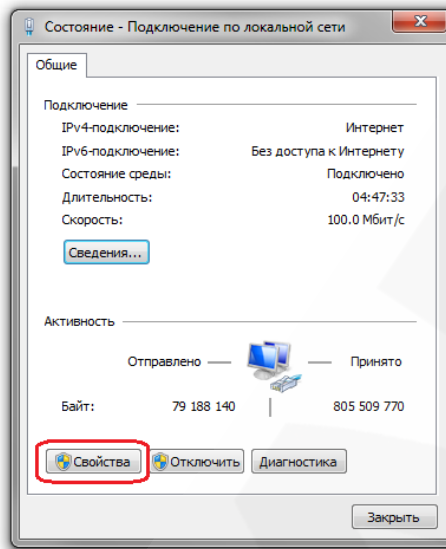 Состояние - Подключение по локальной сети
Общие
Подключение
IPv4-подключение: Интернет
IPv6-подключение: Без доступа к Интернету
Состояние среды: Подключено
Длительность: 04:47:33
Скорость: 100.0 Мбит/с
Сведения...
Активность
Отправлено — — Принято
Байт: 79 188 140 | 805 509 770
Свойства Отключить Диагностика
Закрыть